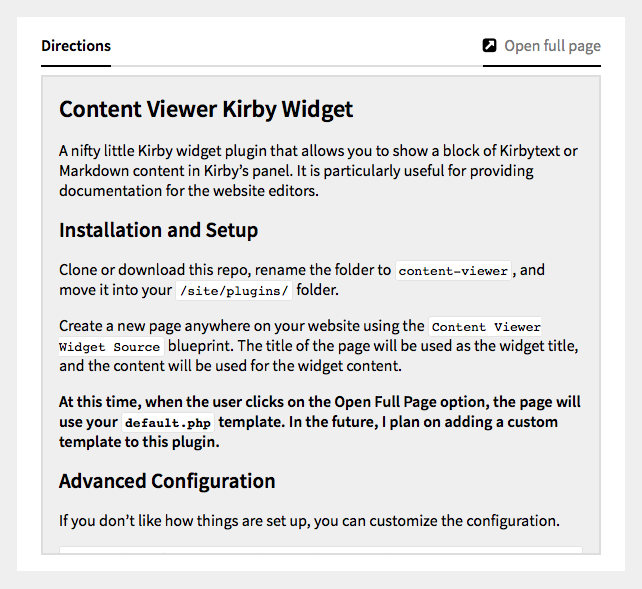 Directions
Open full page
Content Viewer Kirby Widget
A nifty little Kirby widget plugin that allows you to show a block of Kirbytext or
Markdown content in Kirby’s panel. It is particularly useful for providing
documentation for the website editors.
Installation and Setup
Clone or download this repo, rename the folder to content-viewer, and
move it into your /site/plugins/ folder.
Create a new page anywhere on your website using the Content Viewer
Widget Source blueprint. The title of the page will be used as the widget title,
and the content will be used for the widget content.
At this time, when the user clicks on the Open Full Page option, the page will
use your default.php template. In the future, I plan on adding a custom
template to this plugin.
Advanced Configuration
If you don’t like how things are set up, you can customize the configuration.